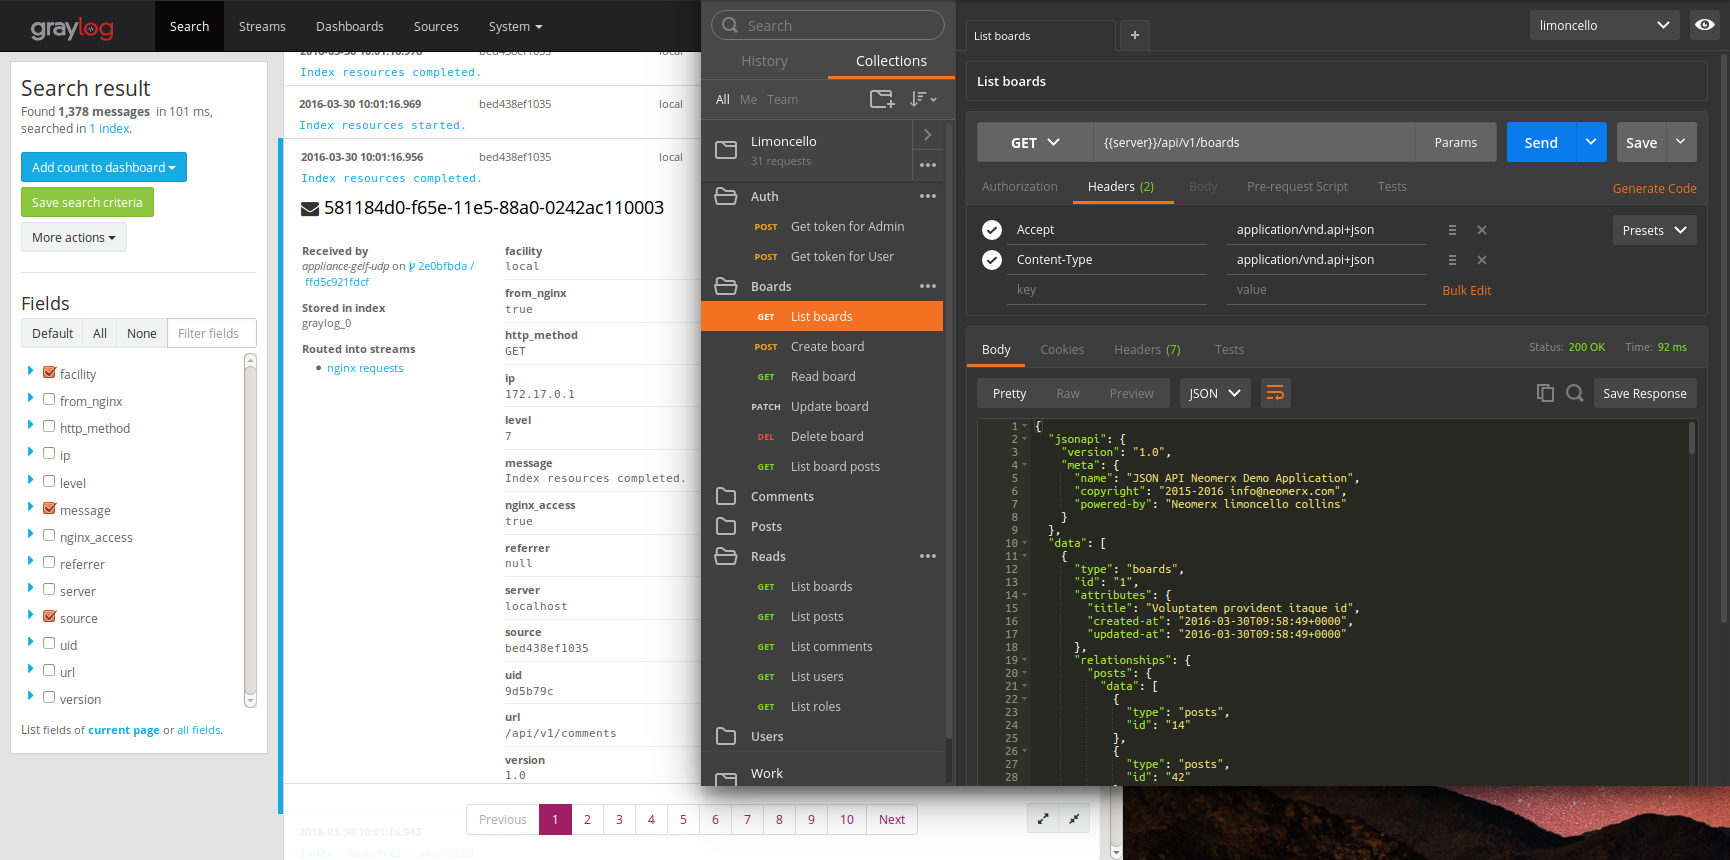 graylog
Search
Streams
Dashboards
Sources
System
Search result
Found 1,378 messages in 101 ms,
searched in 1 index.
Add count to dashboard
Save search criteria
More actions
Fields
Default
All
None
Filter fields
facility
from_nginx
http_method
ip
level
message
nginx_access
referrer
server
source
uid
url
version
List fields of current page or all fields.
2016-03-30 10:01:16.978 bed438ef1035 local
Index resources completed.
2016-03-30 10:01:16.969 bed438ef1035 local
Index resources started.
2016-03-30 10:01:16.956 bed438ef1035 local
Index resources completed.
581184d0-f65e-11e5-88a0-0242ac110003
Received by
appliance-gelf-udp on 2e0bfbda /
ffd5c921fdcf
Stored in index
graylog_0
Routed into streams
nginx requests
facility
local
from_nginx
true
http_method
GET
ip
172.17.0.1
level
7
message
Index resources completed.
nginx_access
true
referrer
null
server
localhost
source
bed438ef1035
uid
9d5b79c
url
/api/v1/comments
version
1.0
Previous 1 2 3 4 5 6 7 8 9 10 Next
2016-03-30 10:01:16.943
Index resources completed.
Search
History
Collections
All Me Team
Limoncello
31 requests
Auth
POST Get token for Admin
POST Get token for User
Boards
GET List boards
POST Create board
GET Read board
PATCH Update board
DEL Delete board
GET List board posts
Comments
Posts
Reads
GET List boards
GET List posts
GET List comments
GET List users
GET List roles
Users
Work
List boards
+
limoncello
List boards
GET
{{server}}/api/v1/boards
Params
Send
Save
Authorization
Headers (2)
Body
Pre-request Script
Tests
Generate Code
Accept application/vnd.api+json
Presets
Content-Type application/vnd.api+json
key value Bulk Edit
Body
Cookies
Headers (7)
Tests
Status: 200 OK Time: 92 ms
Pretty
Raw
Preview
JSON
Save Response
1 {
2 "jsonapi": {
3 "version": "1.0",
4 "meta": {
5 "name": "JSON API Neomerx Demo Application",
6 "copyright": "2015-2016 info@neomerx.com",
7 "powered-by": "Neomerx limoncello collins"
8 }
9 },
10 "data": [
11 {
12 "type": "boards",
13 "id": "1",
14 "attributes": {
15 "title": "Voluptatem provident itaque id",
16 "created-at": "2016-03-30T09:58:49+0000",
17 "updated-at": "2016-03-30T09:58:49+0000"
18 },
19 "relationships": {
20 "posts": {
21 "data": [
22 {
23 "type": "posts",
24 "id": "14"
25 },
26 {
27 "type": "posts",
28 "id": "42"